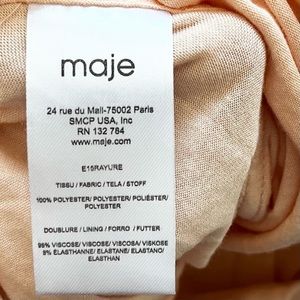 maje
24 rue du Mail-75002 Paris
SMCP USA, Inc
RN 132 784
www.maje.com
E16RAYURE
TISSU / FABRIC / TELA / STOFF
100% POLYESTER/ POLYESTER/ POLIÉSTER/
POLYESTER
DOUBLURE / LINING / FORRO / FUTTER
95% VISCOSE/ VISCOSE/ VISCOSA/ VISKOSE
5% ÉLASTHANNE/ ELASTANE/ ELASTANO/
ELASTHAN